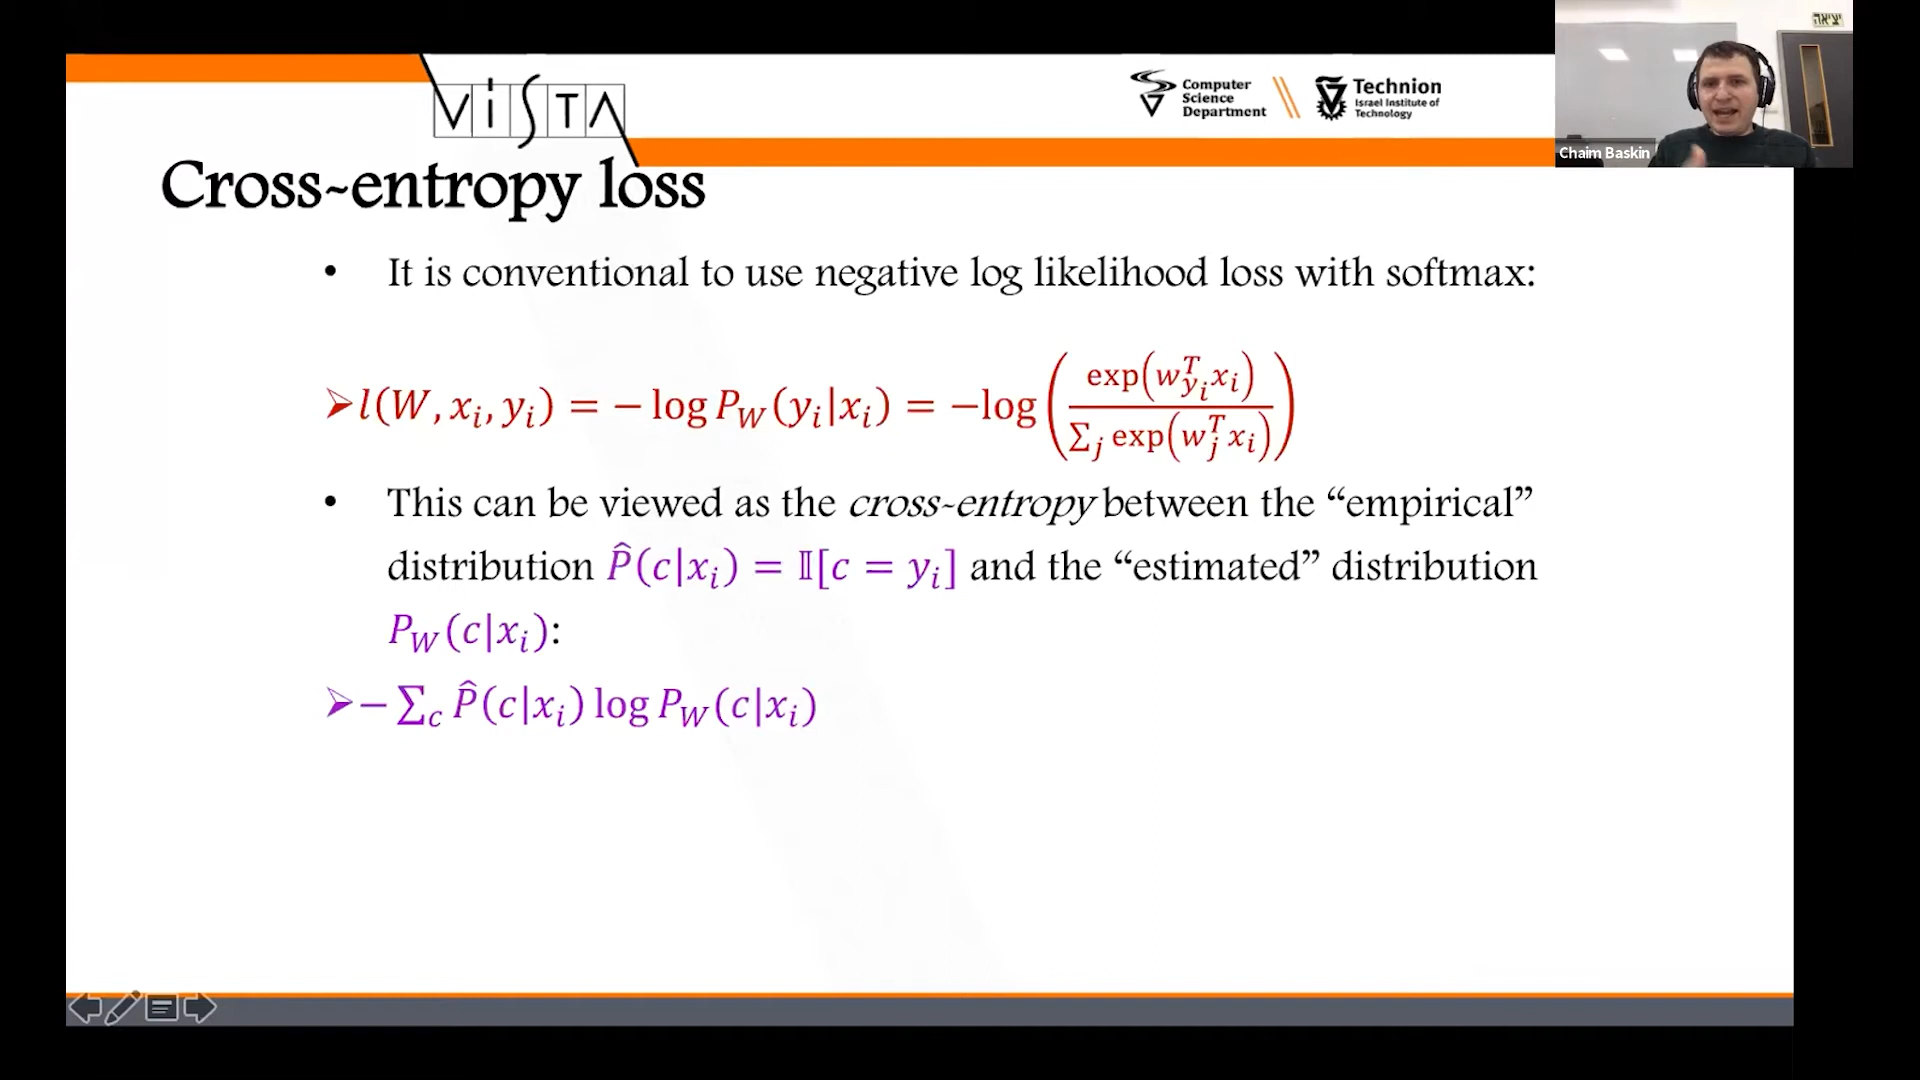 VISTA
Computer
Science
Department
Technion
Israel Institute of
Technology
יציאה
Chaim Baskin
Cross-entropy loss
• It is conventional to use negative log likelihood loss with softmax:
➢ l(W, x_i, y_i) = − log P_W(y_i|x_i) = −log( exp(w_{y_i}^T x_i) / ∑_j exp(w_j^T x_i) )
• This can be viewed as the cross-entropy between the “empirical”
distribution P̂(c|x_i) = 𝕀[c = y_i] and the “estimated” distribution
P_W(c|x_i):
➢ − ∑_c P̂(c|x_i) log P_W(c|x_i)